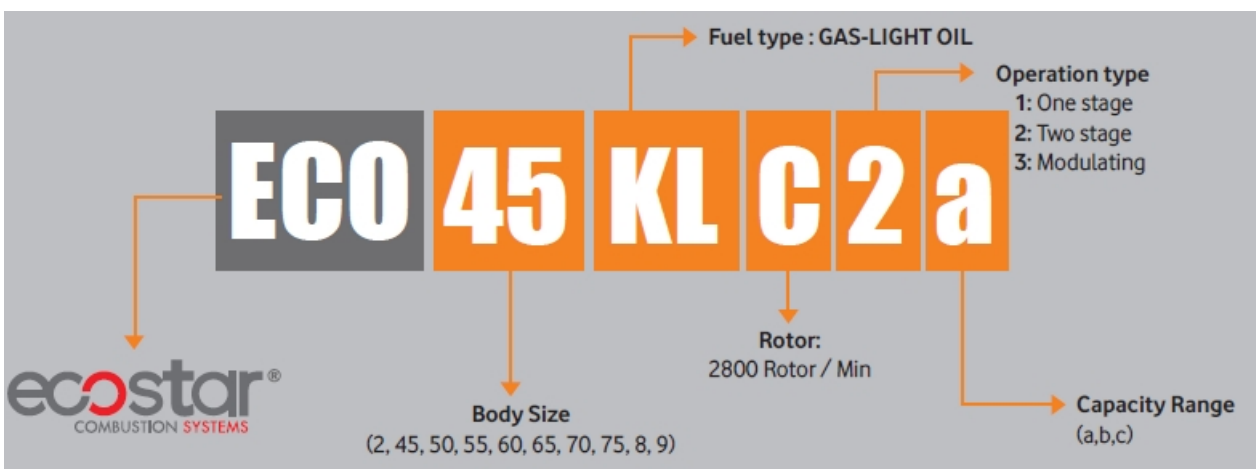 Fuel type : GAS-LIGHT OIL
Operation type
1: One stage
2: Two stage
3: Modulating
ECO 45 KL C 2 a
Rotor:
2800 Rotor / Min
ecostar®
COMBUSTION SYSTEMS
Body Size
(2, 45, 50, 55, 60, 65, 70, 75, 8, 9)
Capacity Range
(a,b,c)